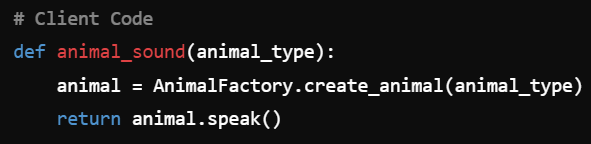 # Client Code
def animal_sound(animal_type):
    animal = AnimalFactory.create_animal(animal_type)
    return animal.speak()